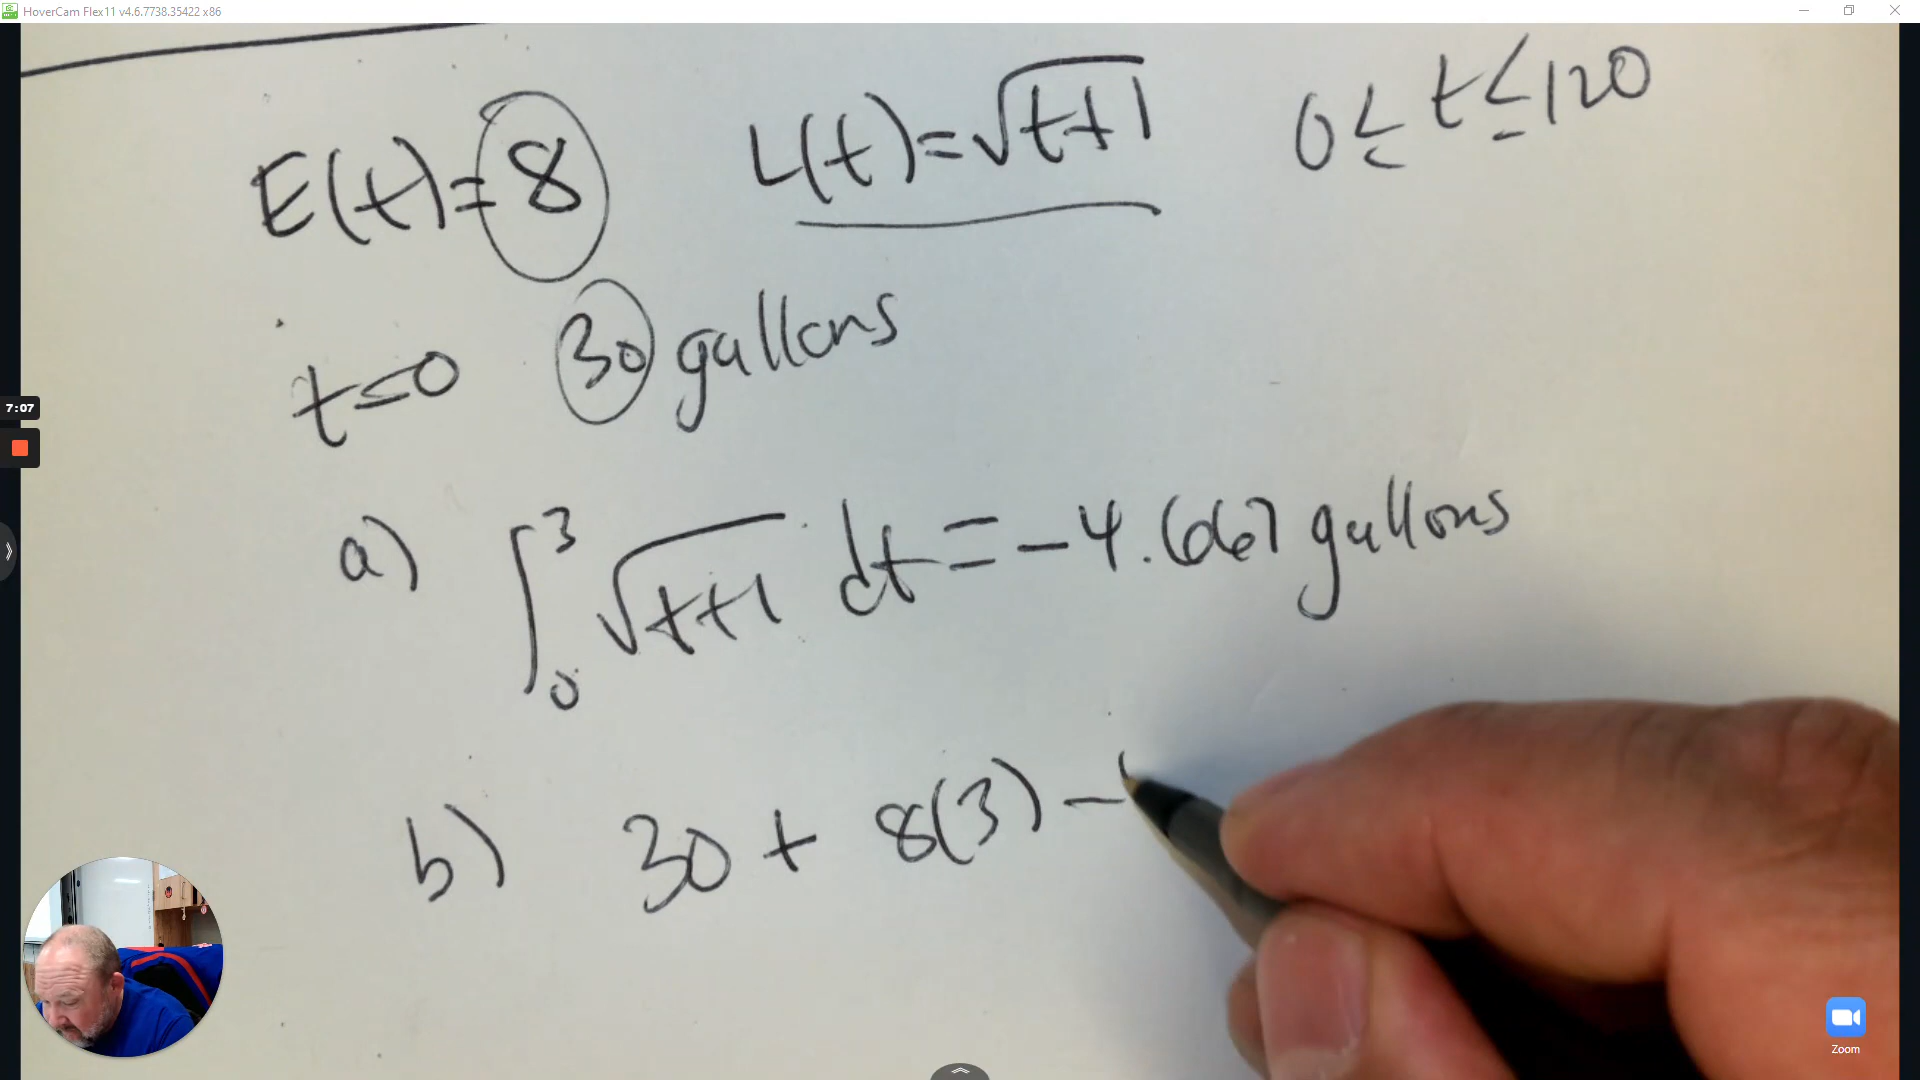 HoverCam Flex11 v4.6.7738.35422 x86
E(t)=8 L(t)=√t+1 0≤t≤120
t=0 30 gallons
7:07
a) ∫₀³ √t+1 dt = -4.667 gallons
b) 30 + 8(3) -
Zoom